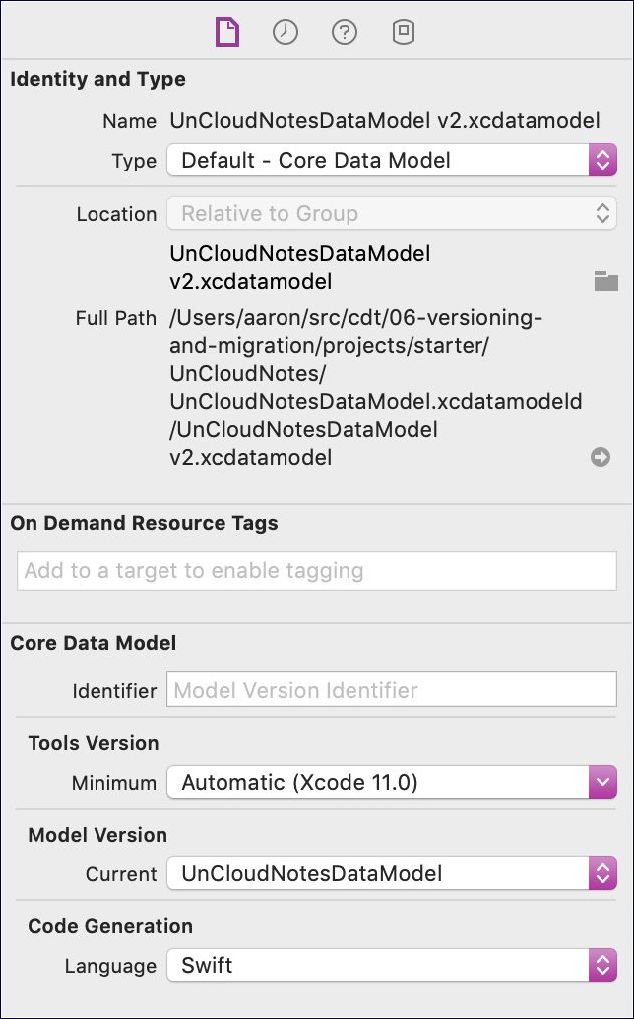 Identity and Type
Name UnCloudNotesDataModel v2.xcdatamodel
Type Default - Core Data Model
Location Relative to Group
UnCloudNotesDataModel
v2.xcdatamodel
Full Path /Users/aaron/src/cdt/06-versioning-
and-migration/projects/starter/
UnCloudNotes/
UnCloudNotesDataModel.xcdatamodeld
/UnCloudNotesDataModel
v2.xcdatamodel
On Demand Resource Tags
Add to a target to enable tagging
Core Data Model
Identifier Model Version Identifier
Tools Version
Minimum Automatic (Xcode 11.0)
Model Version
Current UnCloudNotesDataModel
Code Generation
Language Swift